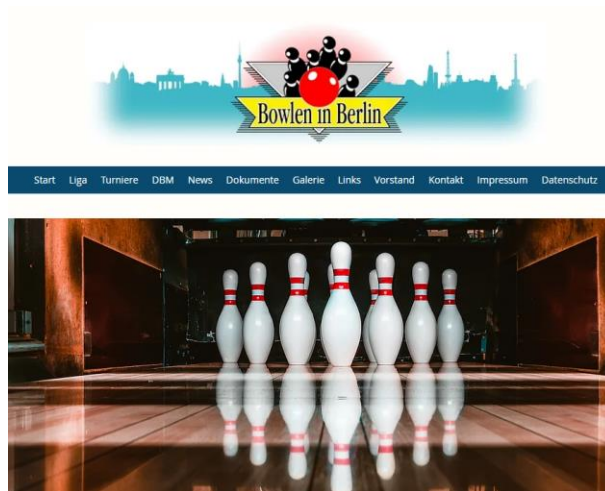 Bowlen in Berlin
Start Liga Turniere DBM News Dokumente Galerie Links Vorstand Kontakt Impressum Datenschutz